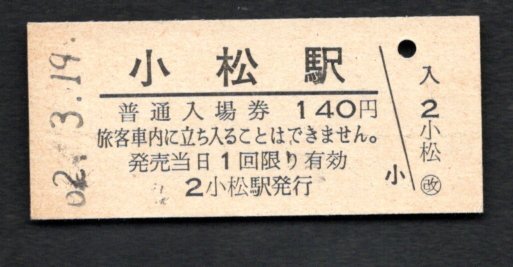 62.-3.19.
小松駅
普通入場券 140円
旅客車内に立ち入ることはできません。
発売当日1回限り有効
2小松駅発行
小
入
2
小松
改